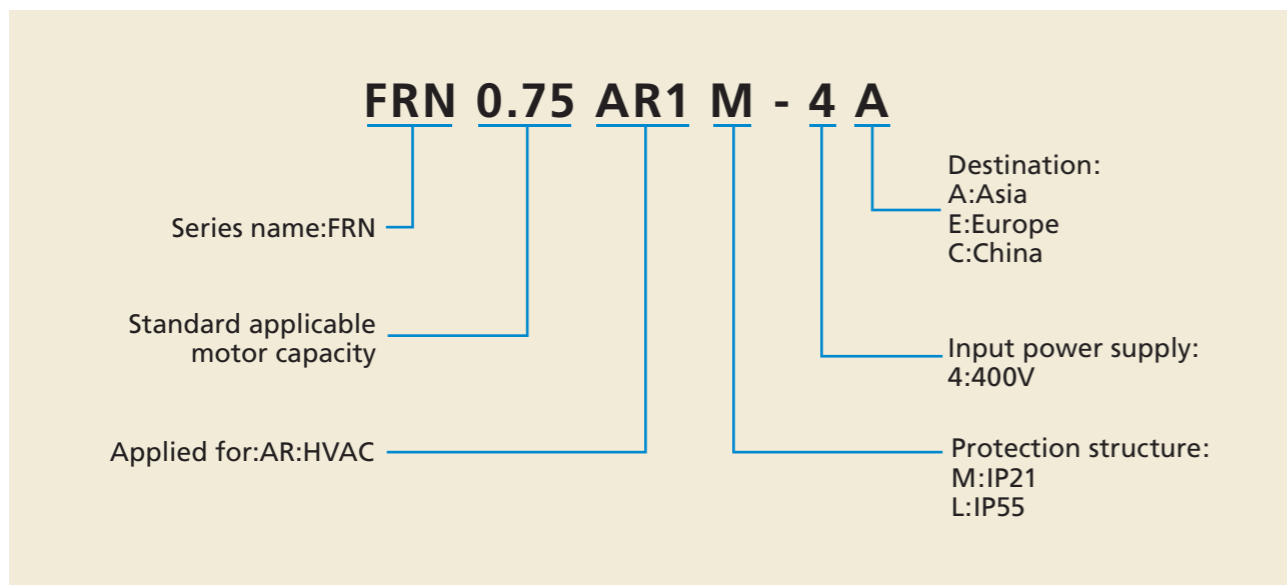 FRN 0.75 AR1 M - 4 A
Series name:FRN
Standard applicable
motor capacity
Applied for:AR:HVAC
Destination:
A:Asia
E:Europe
C:China
Input power supply:
4:400V
Protection structure:
M:IP21
L:IP55